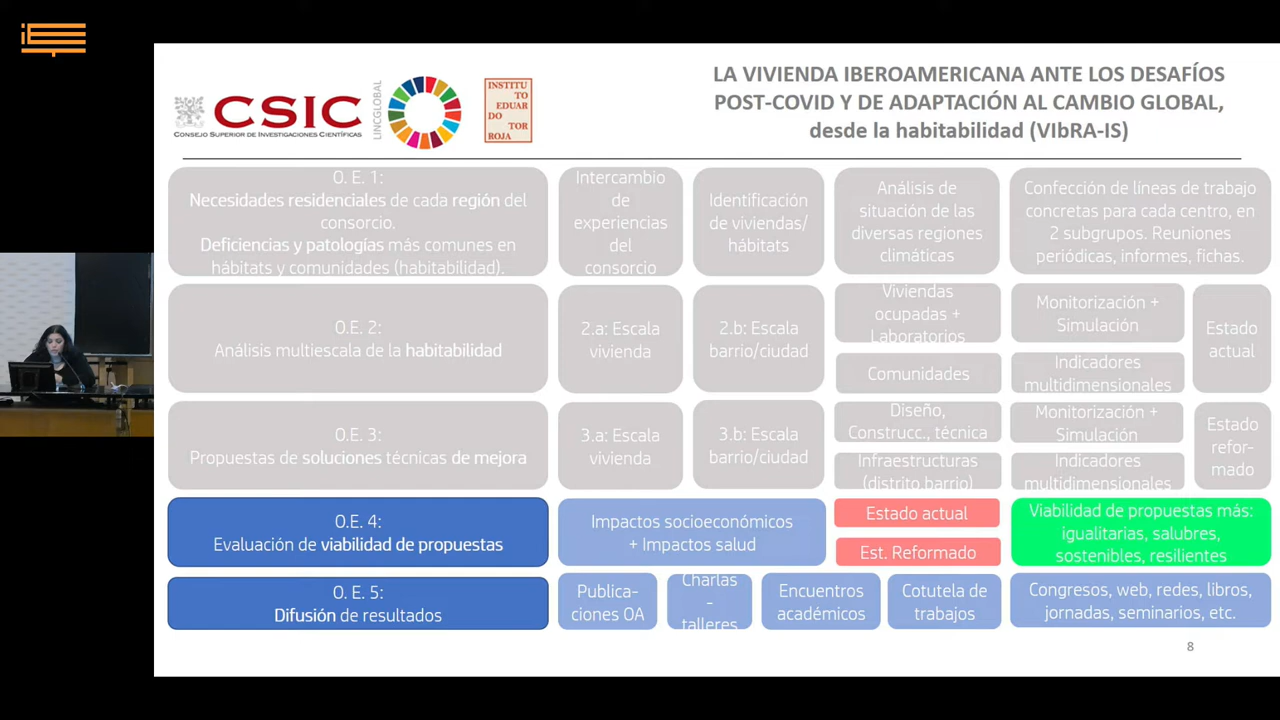 CSIC
CONSEJO SUPERIOR DE INVESTIGACIONES CIENTÍFICAS
LINCGLOBAL
INSTITU
TO
EDUAR
DO TOR
ROJA
LA VIVIENDA IBEROAMERICANA ANTE LOS DESAFÍOS
POST-COVID Y DE ADAPTACIÓN AL CAMBIO GLOBAL,
desde la habitabilidad (VIbRA-IS)
O. E. 1:
Necesidades residenciales de cada región del
consorcio.
Deficiencias y patologías más comunes en
hábitats y comunidades (habitabilidad).
Intercambio
de
experiencias
del
consorcio
Identificación
de viviendas/
hábitats
Análisis de
situación de las
diversas regiones
climáticas
Confección de líneas de trabajo
concretas para cada centro, en
2 subgrupos. Reuniones
periódicas, informes, fichas.
O.E. 2:
Análisis multiescala de la habitabilidad
2.a: Escala
vivienda
2.b: Escala
barrio/ciudad
Viviendas
ocupadas +
Laboratorios
Comunidades
Monitorización +
Simulación
Indicadores
multidimensionales
Estado
actual
O.E. 3:
Propuestas de soluciones técnicas de mejora
3.a: Escala
vivienda
3.b: Escala
barrio/ciudad
Diseño,
Construcc., técnica
Infraestructuras
(distrito,barrio)
Monitorización +
Simulación
Indicadores
multidimensionales
Estado
refor-
mado
O.E. 4:
Evaluación de viabilidad de propuestas
Impactos socioeconómicos
+ Impactos salud
Estado actual
Est. Reformado
Viabilidad de propuestas más:
igualitarias, salubres,
sostenibles, resilientes
O. E. 5:
Difusión de resultados
Publica-
ciones OA
Charlas
-
talleres
Encuentros
académicos
Cotutela de
trabajos
Congresos, web, redes, libros,
jornadas, seminarios, etc.
8